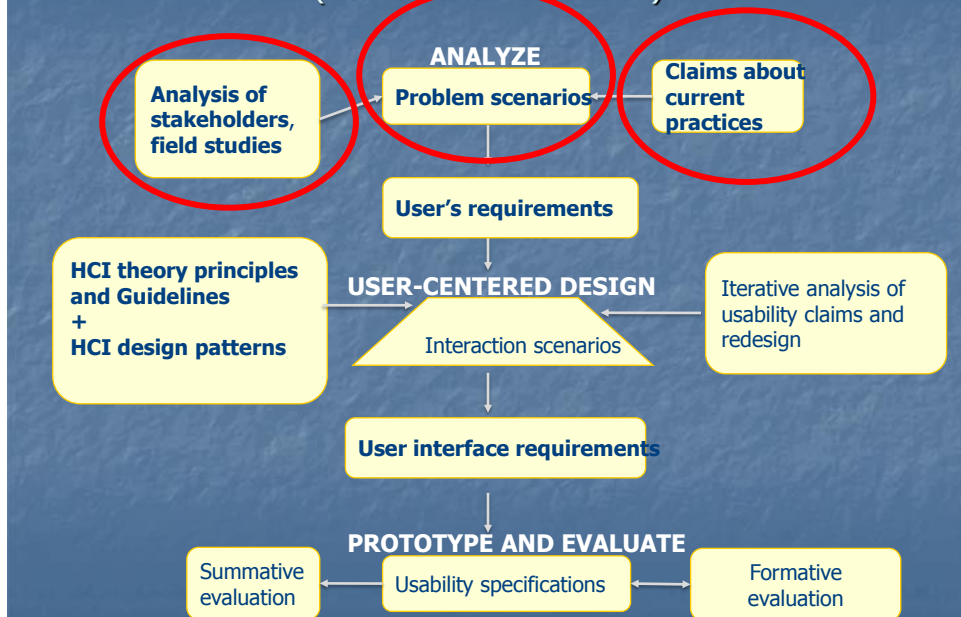 ANALYZE
Analysis of
stakeholders,
field studies
Problem scenarios
Claims about
current
practices
User’s requirements
HCI theory principles
and Guidelines
+
HCI design patterns
USER-CENTERED DESIGN
Interaction scenarios
Iterative analysis of
usability claims and
redesign
User interface requirements
PROTOTYPE AND EVALUATE
Summative
evaluation
Usability specifications
Formative
evaluation